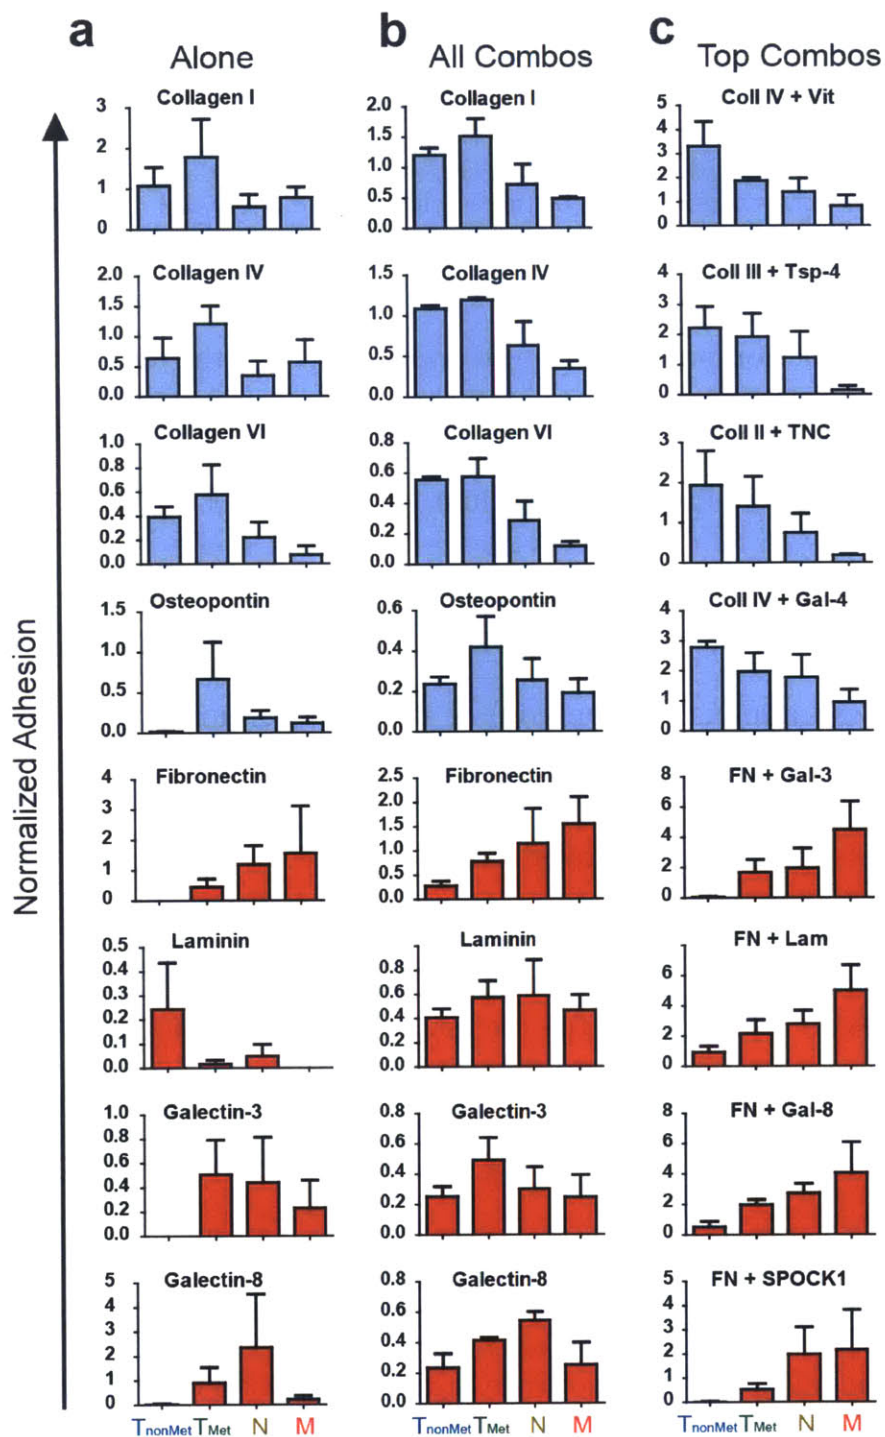 a b c
Alone All Combos Top Combos
Collagen I Collagen I Coll IV + Vit
3 2.0 5
2 1.5 4
1 1.0 3
0 0.5 2
0.0 1
0
Collagen IV Collagen IV Coll III + Tsp-4
2.0 1.5 4
1.5 1.0 3
1.0 0.5 2
0.5 0.0 1
0.0 0
Collagen VI Collagen VI Coll II + TNC
1.0 0.8 3
0.8 0.6 2
0.6 0.4 1
0.4 0.2 0
0.2 0.0
0.0
Osteopontin Osteopontin Coll IV + Gal-4
1.5 0.6 4
1.0 0.4 3
0.5 0.2 2
0.0 0.0 1
0
Normalized Adhesion
Fibronectin Fibronectin FN + Gal-3
4 2.5 8
3 2.0 6
2 1.5 4
1 1.0 2
0 0.5 0
0.0
Laminin Laminin FN + Lam
0.5 0.8 6
0.4 0.6 4
0.3 0.4 2
0.2 0.2 0
0.1 0.0
0.0
Galectin-3 Galectin-3 FN + Gal-8
1.0 0.8 8
0.8 0.6 6
0.6 0.4 4
0.4 0.2 2
0.2 0.0 0
0.0
Galectin-8 Galectin-8 FN + SPOCK1
5 0.8 5
4 0.6 4
3 0.4 3
2 0.2 2
1 0.0 1
0 0
TnonMet TMet N M TnonMet TMet N M TnonMet TMet N M